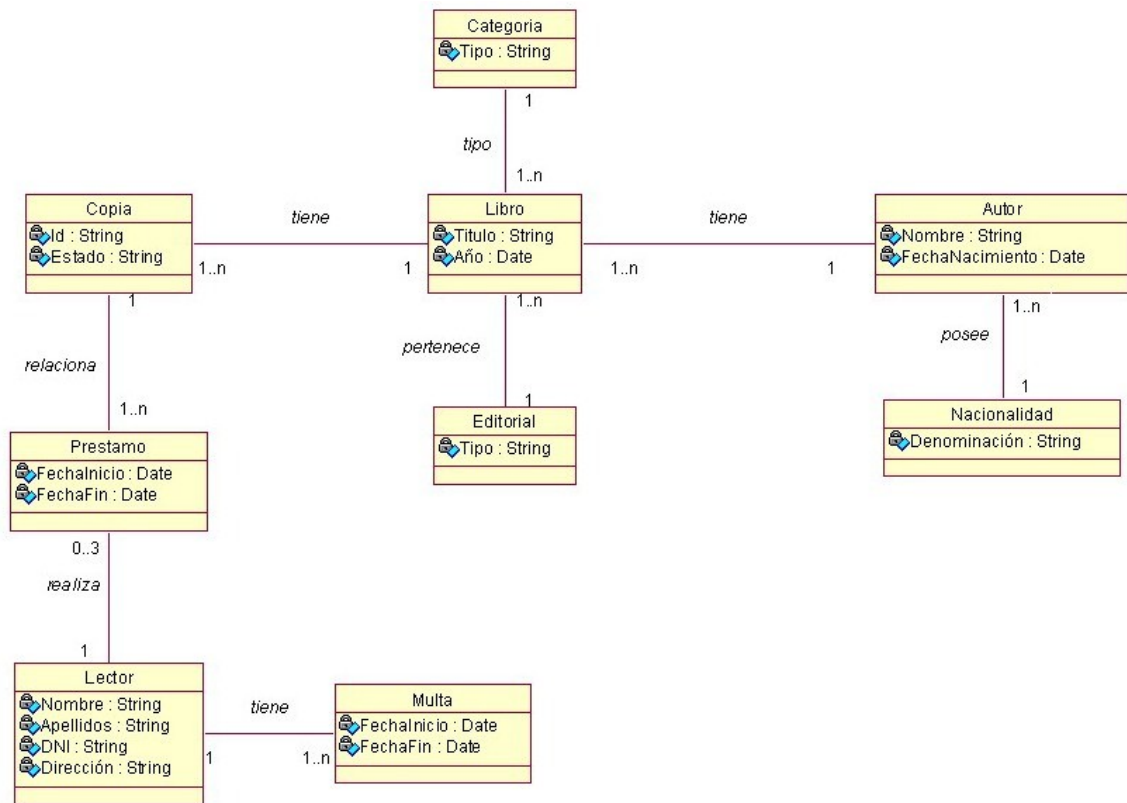 Categoria
Tipo : String
1
tipo
1..n
Copia
Id : String
Estado : String
tiene
1..n
1
Libro
Titulo : String
Año : Date
tiene
1..n
1
Autor
Nombre : String
FechaNacimiento : Date
1
relaciona
1..n
1..n
pertenece
1
1..n
posee
1
Editorial
Tipo : String
Nacionalidad
Denominación : String
Prestamo
FechaInicio : Date
FechaFin : Date
0..3
realiza
1
Lector
Nombre : String
Apellidos : String
DNI : String
Dirección : String
tiene
1
1..n
Multa
FechaInicio : Date
FechaFin : Date